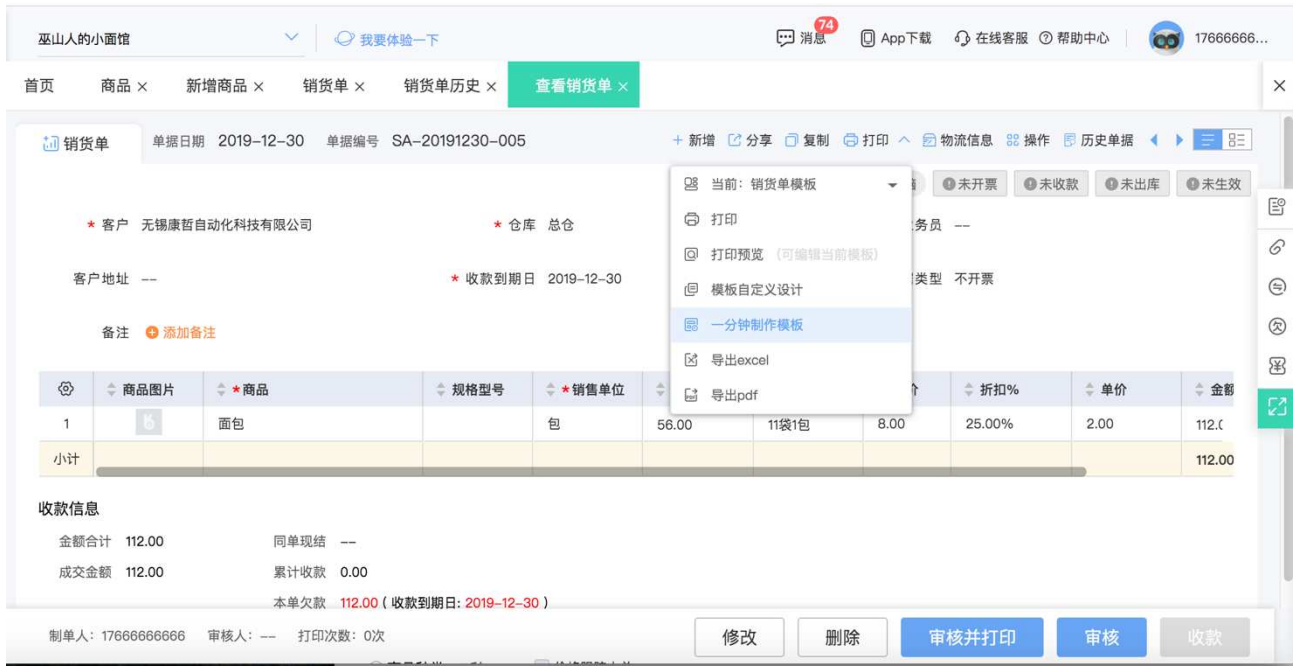 巫山人的小面馆 我要体验一下 消息 74 App下载 在线客服 帮助中心 17666666...
首页 商品 × 新增商品 × 销货单 × 销货单历史 × 查看销货单 × ×
销货单 单据日期 2019-12-30 单据编号 SA-20191230-005 + 新增 分享 复制 打印 物流信息 操作 历史单据
当前: 销货单模板 未开票 未收款 未出库 未生效
* 客户 无锡康哲自动化科技有限公司 * 仓库 总仓 打印 务员 --
打印预览 (可编辑当前模板)
客户地址 -- * 收款到期日 2019-12-30 模板自定义设计 类型 不开票
备注 添加备注 一分钟制作模板
导出excel
商品图片 *商品 规格型号 *销售单位 折扣% 单价 金额
导出pdf
1 面包 包 56.00 11袋1包 8.00 25.00% 2.00 112.0
小计 112.00
收款信息
金额合计 112.00 同单现结 --
成交金额 112.00 累计收款 0.00
本单欠款 112.00 ( 收款到期日: 2019-12-30 )
制单人: 17666666666 审核人: -- 打印次数: 0次 修改 删除 审核并打印 审核 收款